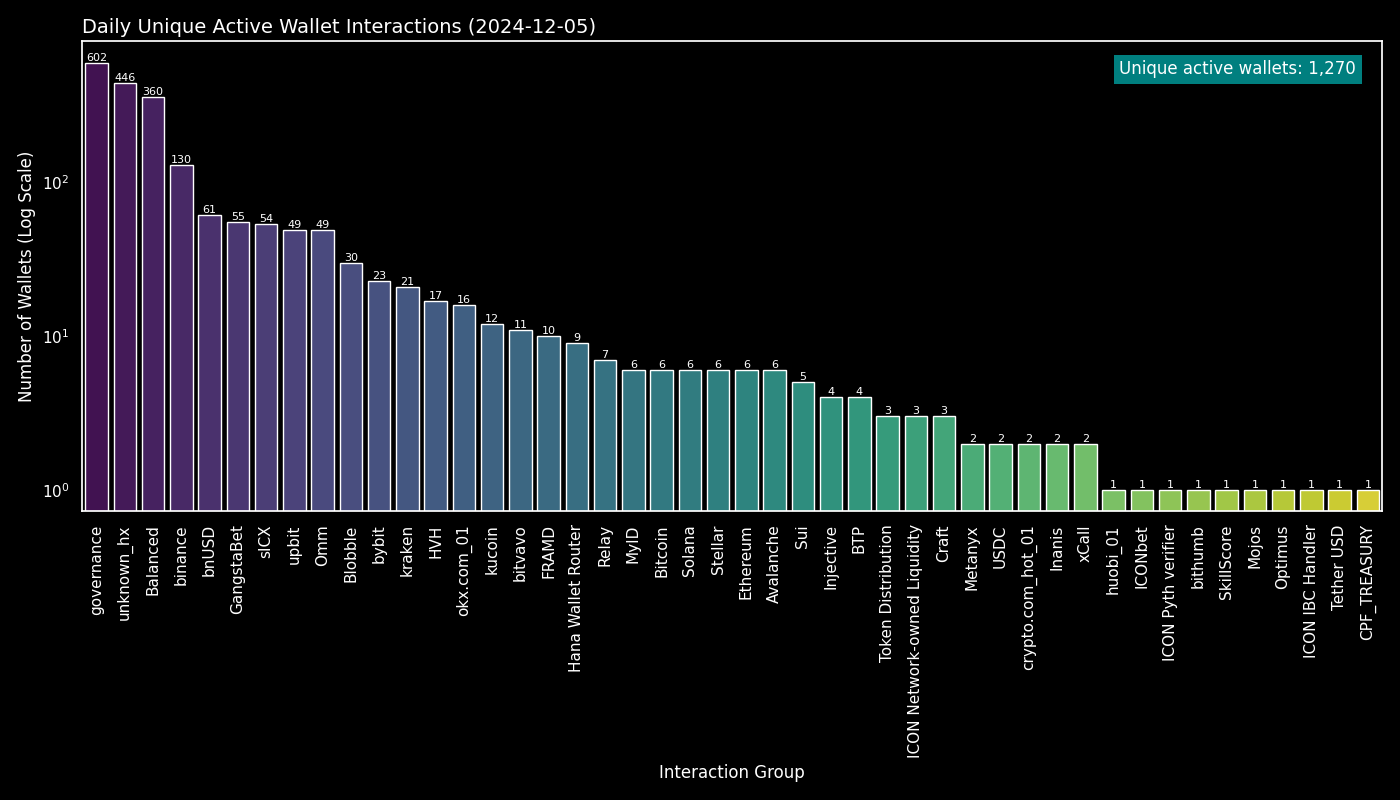 Daily Unique Active Wallet Interactions (2024-12-05)
Unique active wallets: 1,270
Number of Wallets (Log Scale)
10²
10¹
10⁰
602
446
360
130
61
55
54
49
49
30
23
21
17
16
12
11
10
9
7
6
6
6
6
6
6
5
4
4
3
3
3
2
2
2
2
2
1
1
1
1
1
1
1
1
1
1
governance
unknown_hx
Balanced
binance
bnUSD
GangstaBet
sICX
upbit
Omm
Blobble
bybit
kraken
HVH
okx.com_01
kucoin
bitvavo
FRAMD
Hana Wallet Router
Relay
MyID
Bitcoin
Solana
Stellar
Ethereum
Avalanche
Sui
Injective
BTP
Token Distribution
ICON Network-owned Liquidity
Craft
Metanyx
USDC
crypto.com_hot_01
Inanis
xCall
huobi_01
ICONbet
ICON Pyth verifier
bithumb
SkillScore
Mojos
Optimus
ICON IBC Handler
Tether USD
CPF_TREASURY
Interaction Group